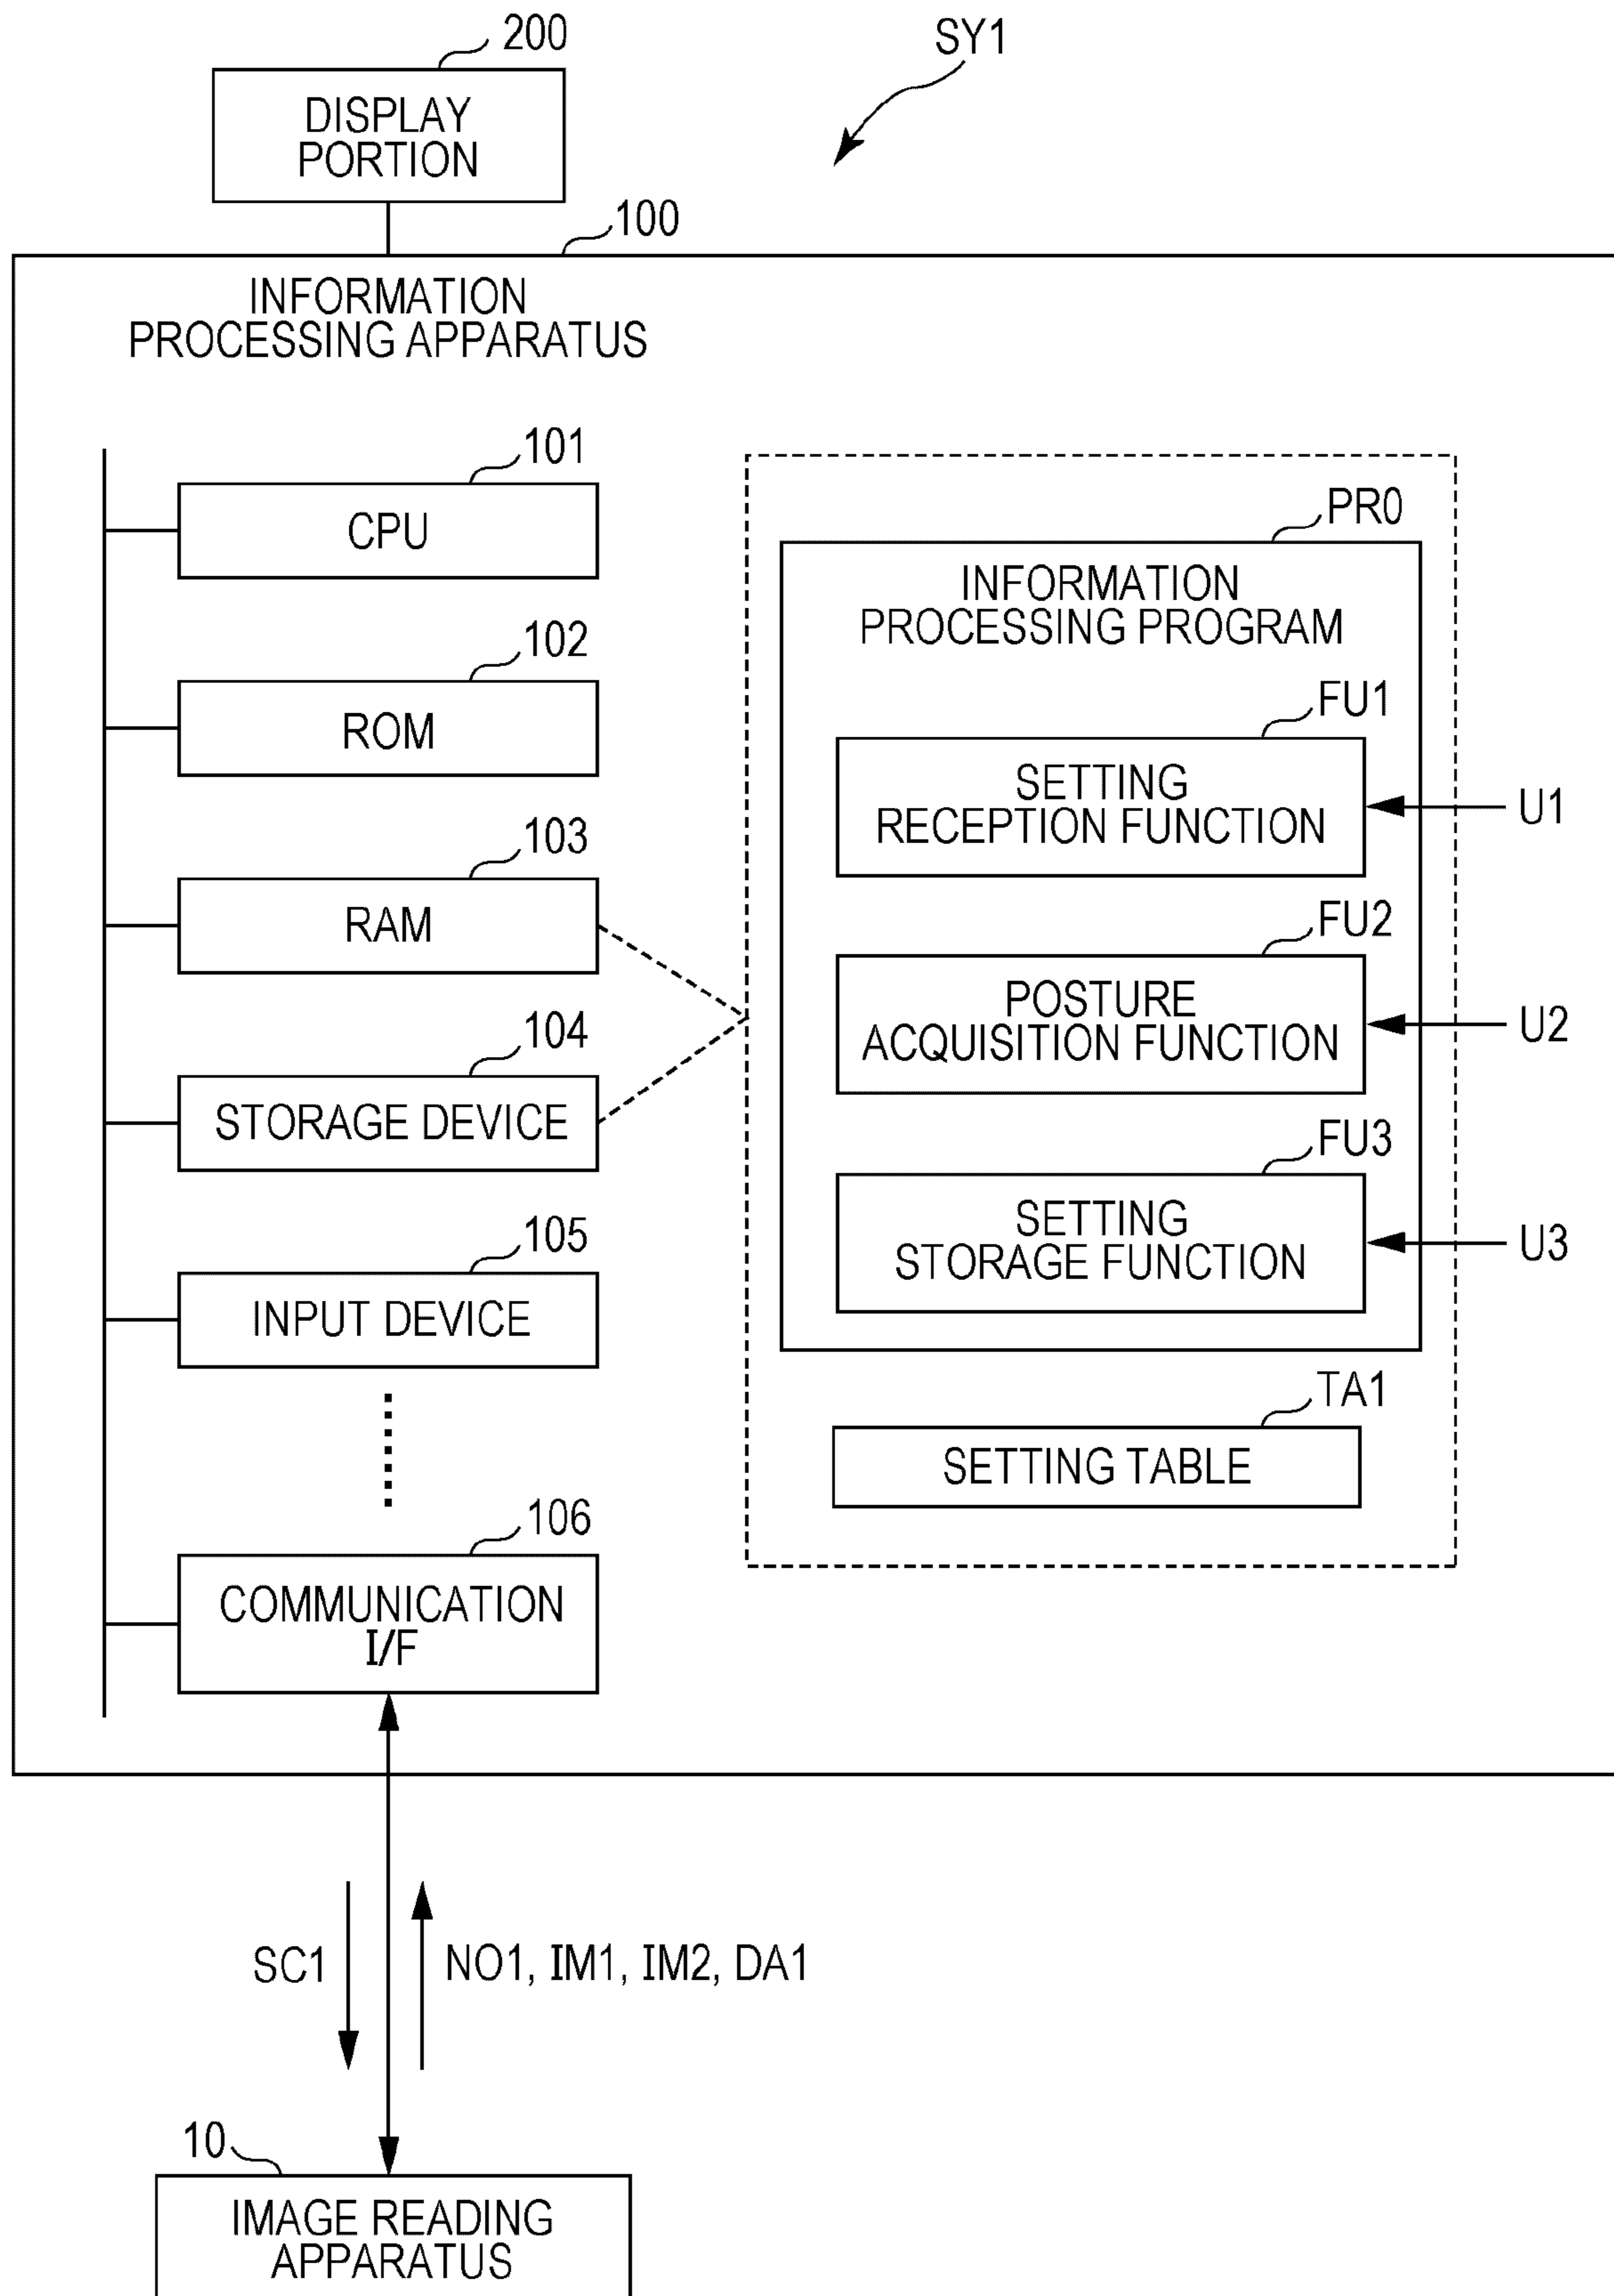 200
SY1
DISPLAY
PORTION
100
INFORMATION
PROCESSING APPARATUS
101
CPU
PR0
INFORMATION
PROCESSING PROGRAM
102
ROM
FU1
SETTING
RECEPTION FUNCTION
U1
103
RAM
FU2
POSTURE
ACQUISITION FUNCTION
U2
104
STORAGE DEVICE
FU3
SETTING
STORAGE FUNCTION
U3
105
INPUT DEVICE
TA1
SETTING TABLE
106
COMMUNICATION
I/F
SC1
NO1, IM1, IM2, DA1
10
IMAGE READING
APPARATUS